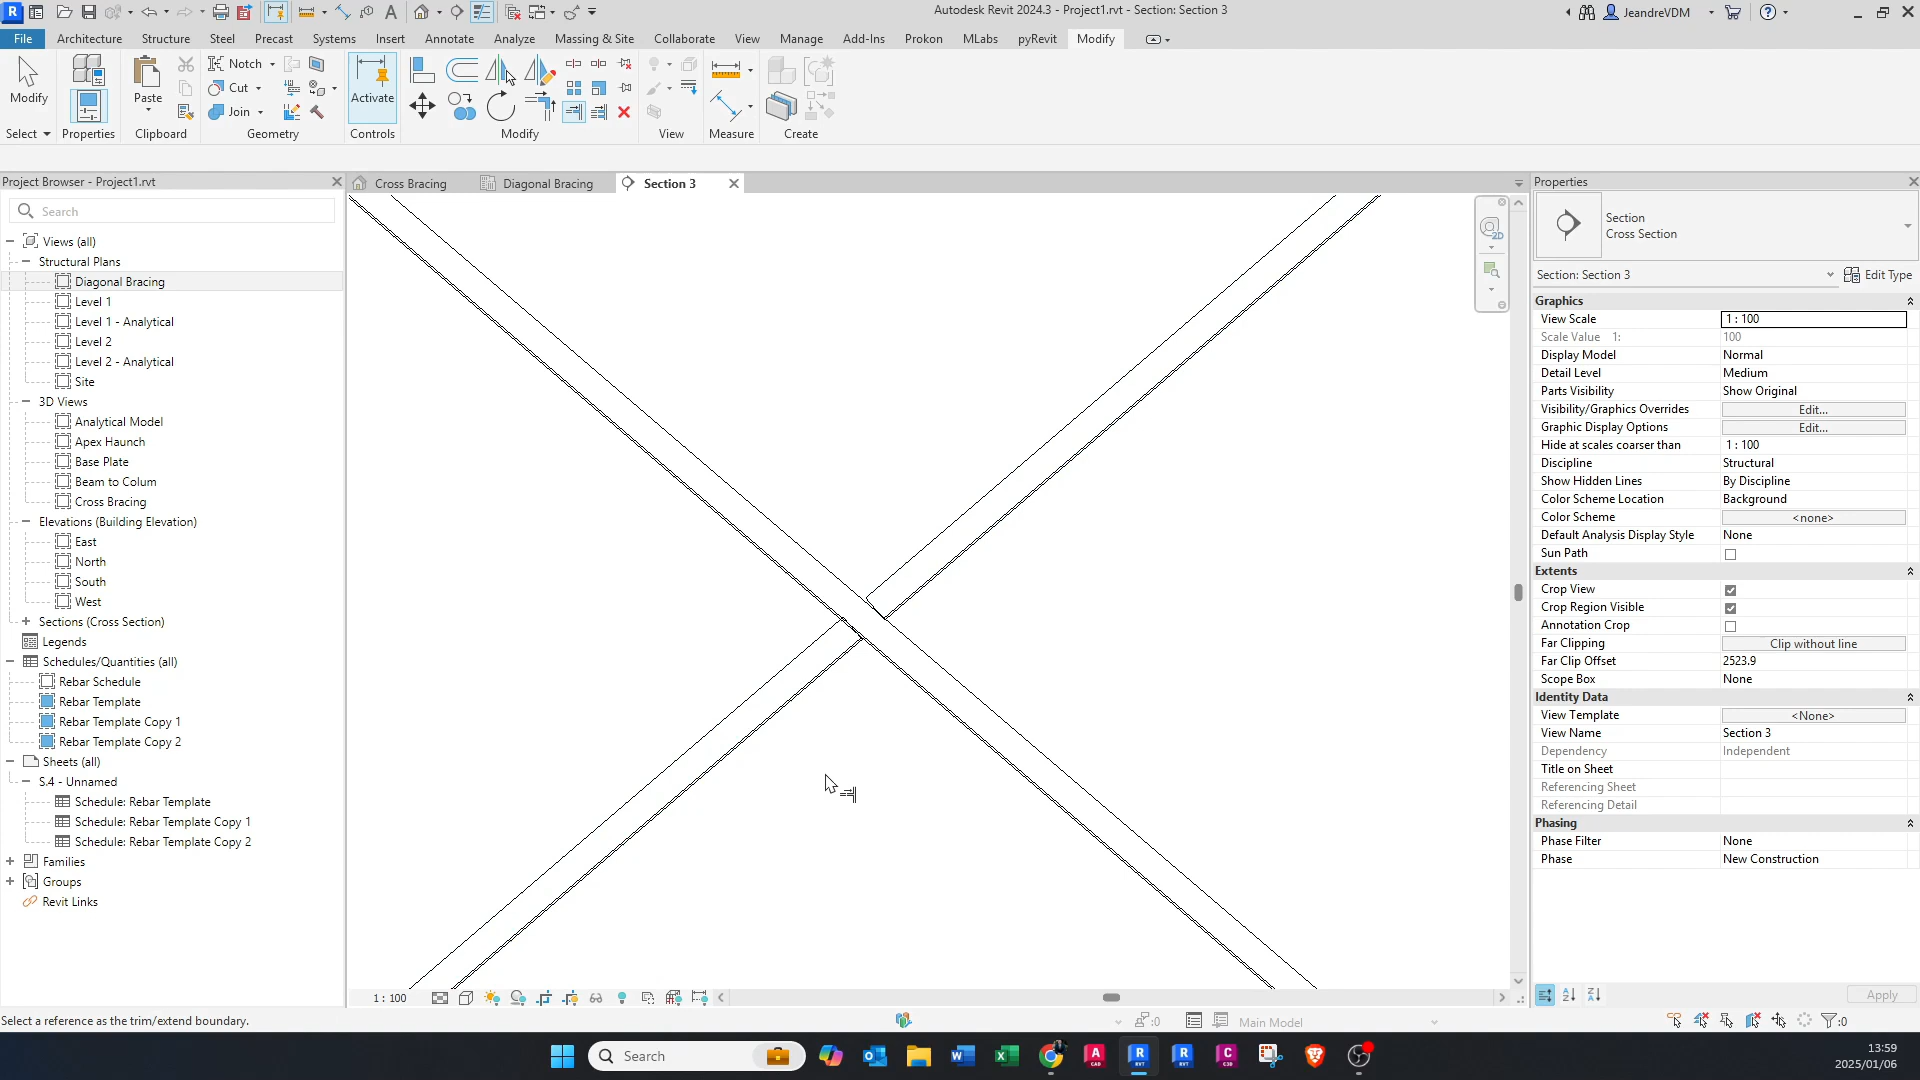 Autodesk Revit 2024.3 - Project1.rvt - Section: Section 3
JeandreVDM
File
Architecture
Structure
Steel
Precast
Systems
Insert
Annotate
Analyze
Massing & Site
Collaborate
View
Manage
Add-Ins
Prokon
MLabs
pyRevit
Modify
Modify
Paste
Notch
Cut
Join
Activate
Select
Properties
Clipboard
Geometry
Controls
Modify
View
Measure
Create
Project Browser - Project1.rvt
Search
Views (all)
Structural Plans
Diagonal Bracing
Level 1
Level 1 - Analytical
Level 2
Level 2 - Analytical
Site
3D Views
Analytical Model
Apex Haunch
Base Plate
Beam to Colum
Cross Bracing
Elevations (Building Elevation)
East
North
South
West
Sections (Cross Section)
Legends
Schedules/Quantities (all)
Rebar Schedule
Rebar Template
Rebar Template Copy 1
Rebar Template Copy 2
Sheets (all)
S.4 - Unnamed
Schedule: Rebar Template
Schedule: Rebar Template Copy 1
Schedule: Rebar Template Copy 2
Families
Groups
Revit Links
Cross Bracing
Diagonal Bracing
Section 3
2D
1 : 100
Properties
Section
Cross Section
Section: Section 3
Edit Type
Graphics
View Scale 1 : 100
Scale Value 1: 100
Display Model Normal
Detail Level Medium
Parts Visibility Show Original
Visibility/Graphics Overrides Edit...
Graphic Display Options Edit...
Hide at scales coarser than 1 : 100
Discipline Structural
Show Hidden Lines By Discipline
Color Scheme Location Background
Color Scheme <none>
Default Analysis Display Style None
Sun Path
Extents
Crop View
Crop Region Visible
Annotation Crop
Far Clipping Clip without line
Far Clip Offset 2523.9
Scope Box None
Identity Data
View Template <None>
View Name Section 3
Dependency Independent
Title on Sheet
Referencing Sheet
Referencing Detail
Phasing
Phase Filter None
Phase New Construction
Apply
Select a reference as the trim/extend boundary.
:0
Main Model
:0
Search
13:59
2025/01/06